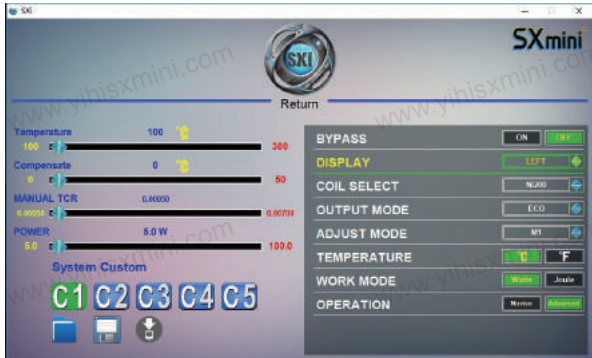 SXi
SXi
SXmini
www.yihisxmini.com
www.yihisxmini.com
Return
Temperature 100 °C
100 300
Compensate 0 °C
0 50
MANUAL TCR 0.00050
0.00050 0.00700
POWER 5.0 W
5.0 100.0
System Custom
C1 C2 C3 C4 C5
BYPASS ON OFF
DISPLAY LEFT
COIL SELECT NI200
OUTPUT MODE ECO
ADJUST MODE M1
TEMPERATURE °C °F
WORK MODE Watts Joule
OPERATION Novice Advanced
www.yihisxmini.com
www.yihisxmini.com